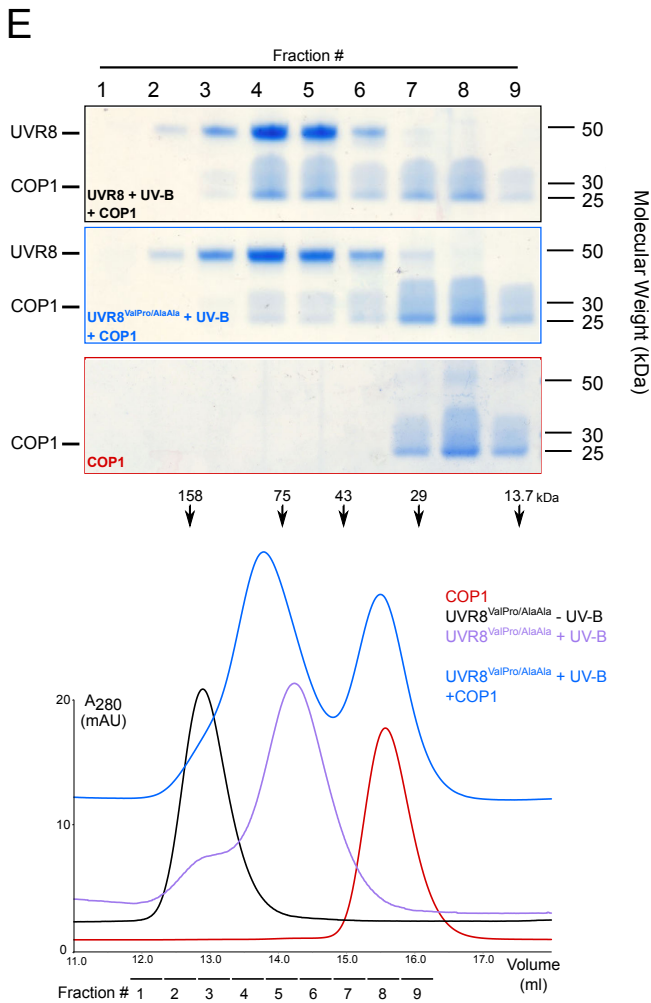 E
Fraction #
1 2 3 4 5 6 7 8 9
UVR8
50
COP1
30
25
UVR8 + UV-B
+ COP1
UVR8
50
COP1
30
25
UVR8ValPro/AlaAla + UV-B
+ COP1
50
COP1
30
25
COP1
Molecular Weight (kDa)
158 75 43 29 13.7 kDa
COP1
UVR8ValPro/AlaAla - UV-B
UVR8ValPro/AlaAla + UV-B
UVR8ValPro/AlaAla + UV-B
+COP1
20
A280
(mAU)
10
0
11.0 12.0 13.0 14.0 15.0 16.0 17.0 Volume
(ml)
Fraction # 1 2 3 4 5 6 7 8 9